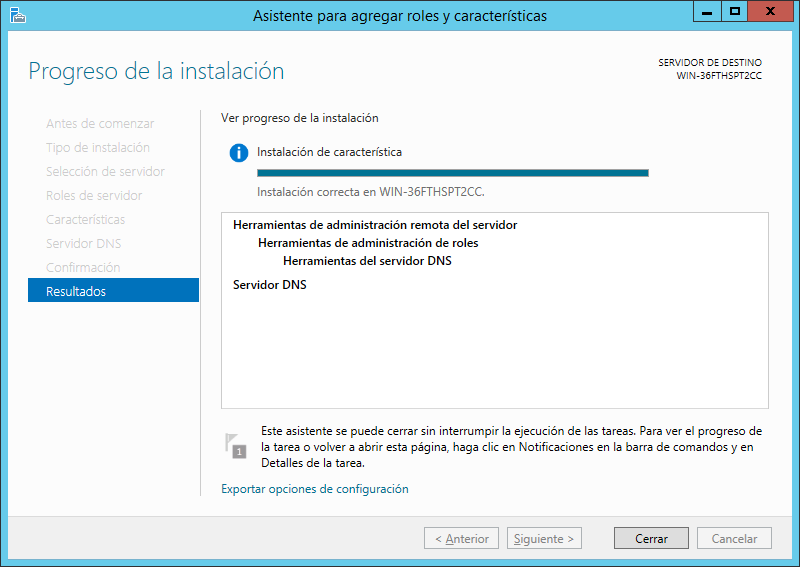 Asistente para agregar roles y características
Progreso de la instalación
SERVIDOR DE DESTINO
WIN-36FTHSPT2CC
Antes de comenzar
Tipo de instalación
Selección de servidor
Roles de servidor
Características
Servidor DNS
Confirmación
Resultados
Ver progreso de la instalación
Instalación de característica
Instalación correcta en WIN-36FTHSPT2CC.
Herramientas de administración remota del servidor
Herramientas de administración de roles
Herramientas del servidor DNS
Servidor DNS
1
Este asistente se puede cerrar sin interrumpir la ejecución de las tareas. Para ver el progreso de
la tarea o volver a abrir esta página, haga clic en Notificaciones en la barra de comandos y en
Detalles de la tarea.
Exportar opciones de configuración
< Anterior
Siguiente >
Cerrar
Cancelar